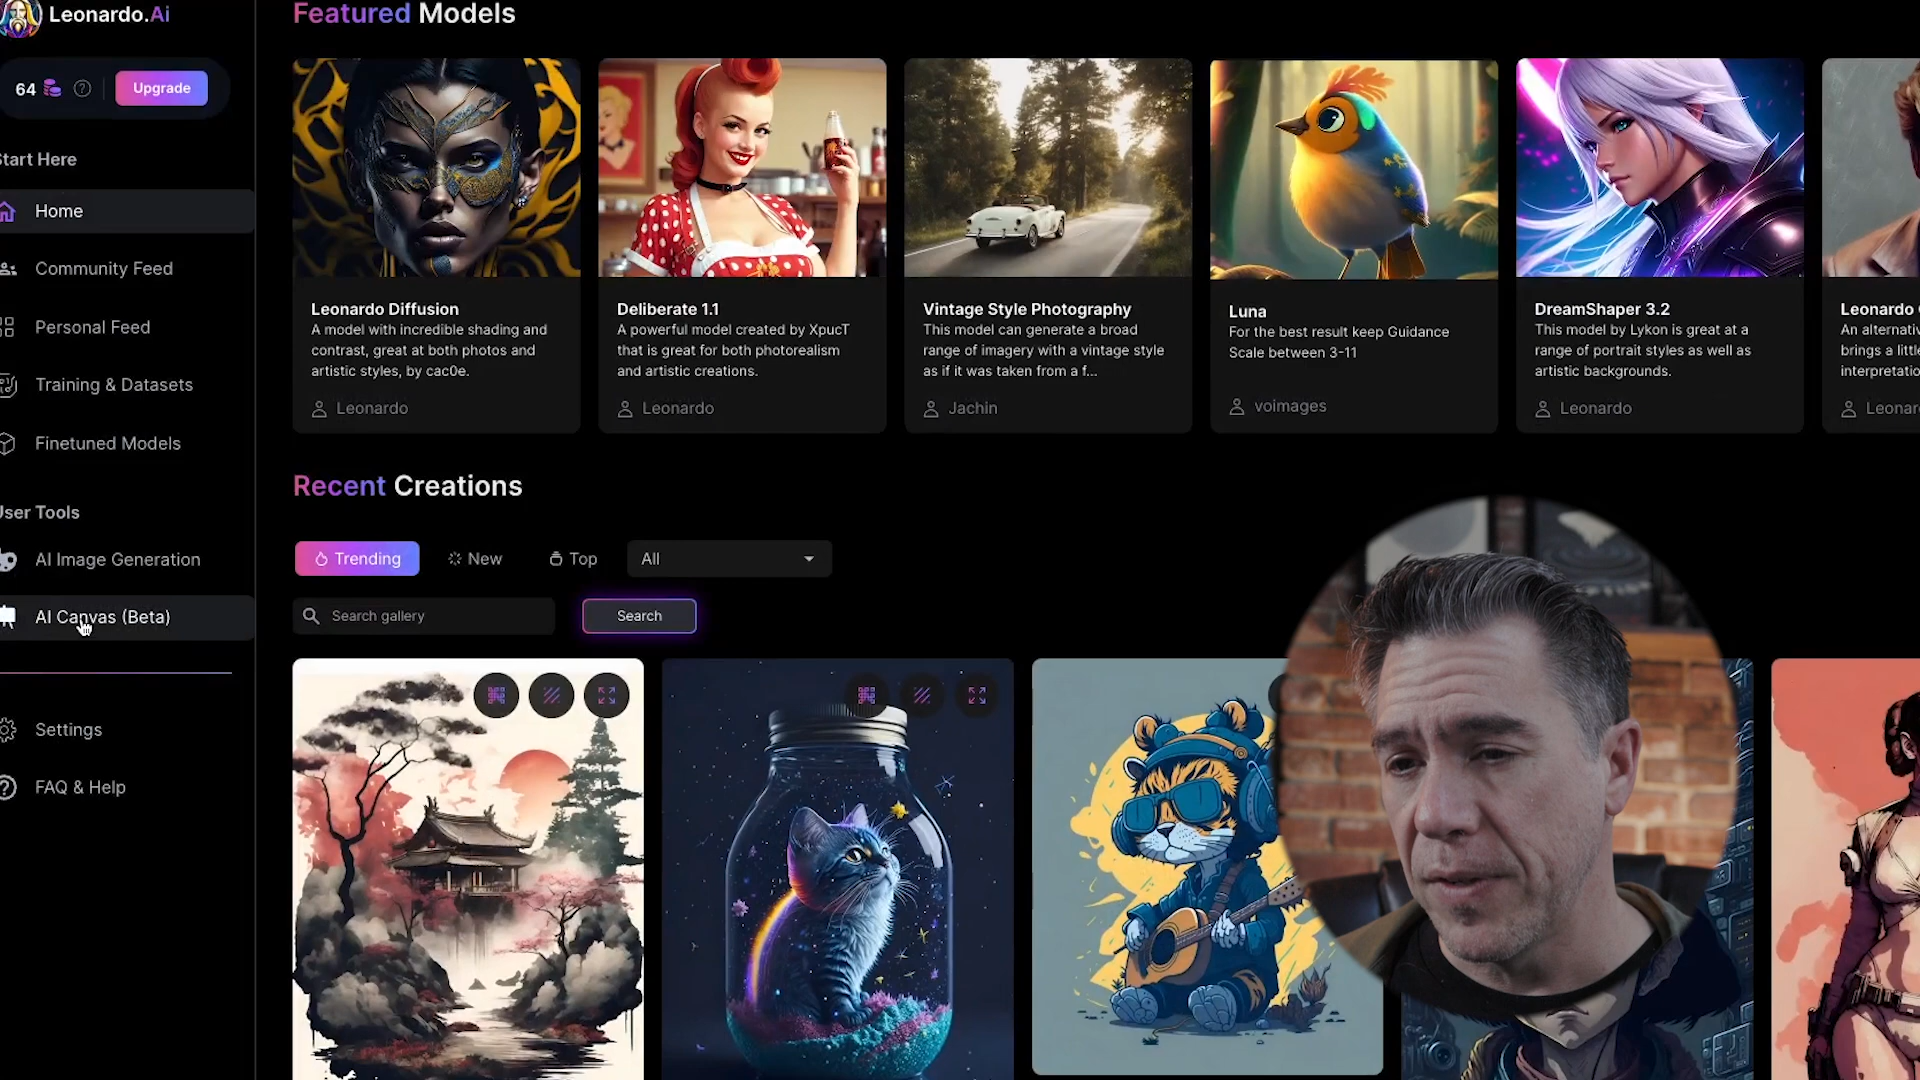 Leonardo.Ai
64
Upgrade
Start Here
Home
Community Feed
Personal Feed
Training & Datasets
Finetuned Models
User Tools
AI Image Generation
AI Canvas (Beta)
Settings
FAQ & Help
Featured Models
Leonardo Diffusion
A model with incredible shading and
contrast, great at both photos and
artistic styles, by cac0e.
Leonardo
Deliberate 1.1
A powerful model created by XpucT
that is great for both photorealism
and artistic creations.
Leonardo
Vintage Style Photography
This model can generate a broad
range of imagery with a vintage style
as if it was taken from a f...
Jachin
Luna
For the best result keep Guidance
Scale between 3-11
voimages
DreamShaper 3.2
This model by Lykon is great at a
range of portrait styles as well as
artistic backgrounds.
Leonardo
Leonardo
An alternativ
brings a littl
interpretatio
Leonar
Recent Creations
Trending
New
Top
All
Search gallery
Search